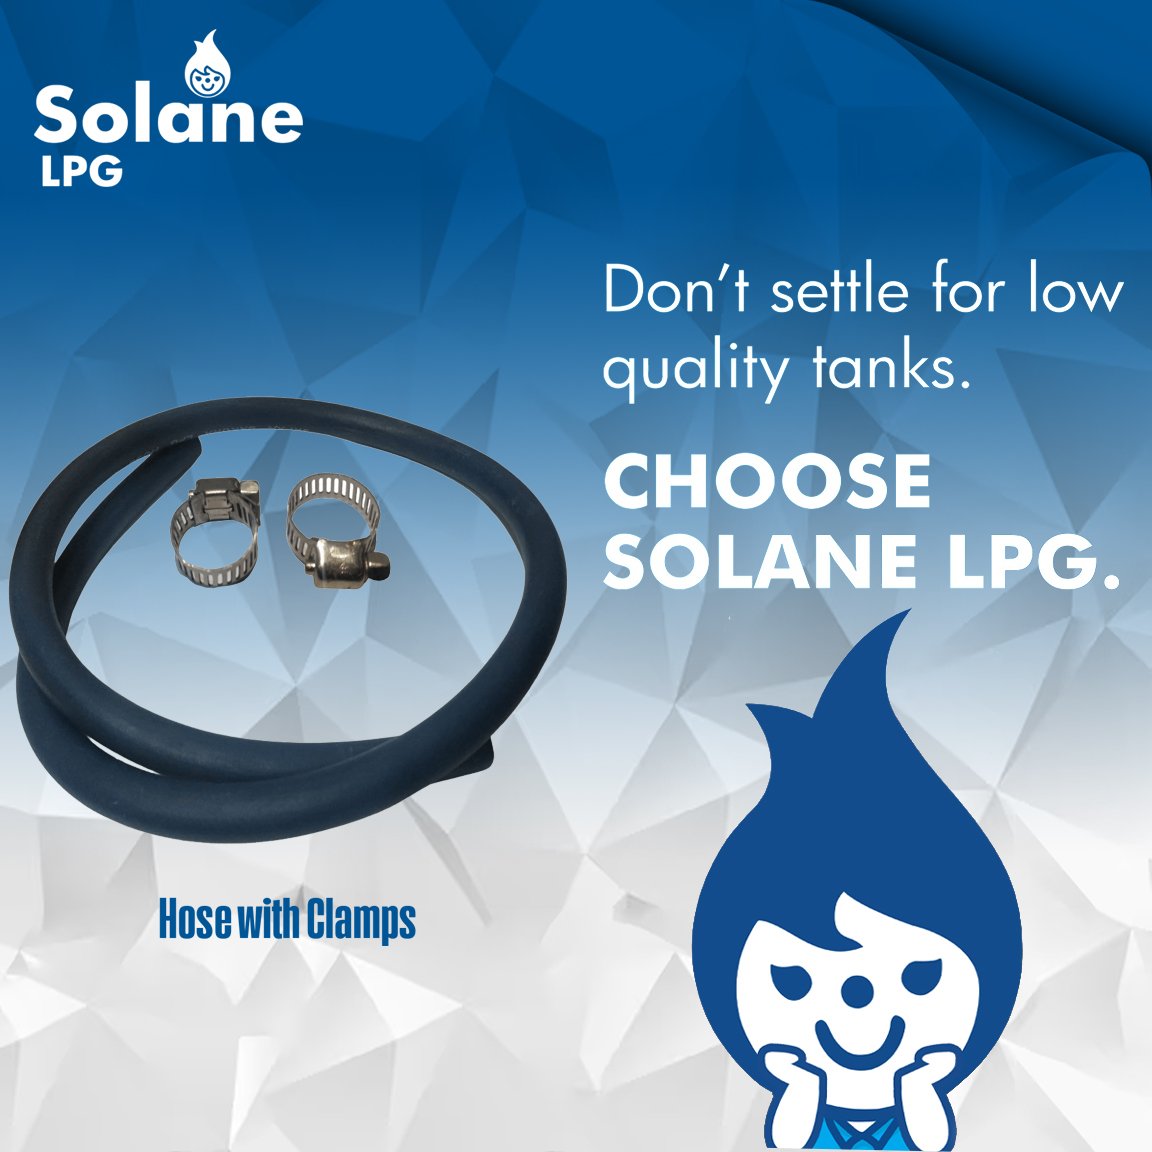 Solane
LPG
Don't settle for low
quality tanks.
CHOOSE
SOLANE LPG.
Hose with Clamps